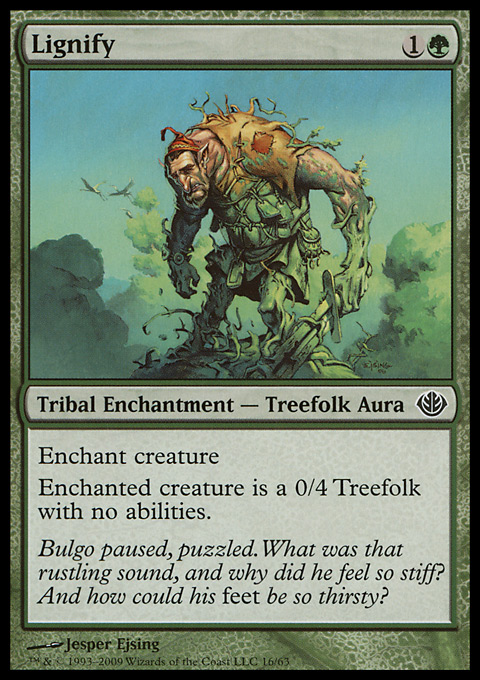 Lignify
1
Tribal Enchantment — Treefolk Aura
Enchant creature
Enchanted creature is a 0/4 Treefolk
with no abilities.
Bulgo paused, puzzled. What was that
rustling sound, and why did he feel so stiff?
And how could his feet be so thirsty?
Jesper Ejsing
™ & © 1993–2009 Wizards of the Coast LLC 16/63